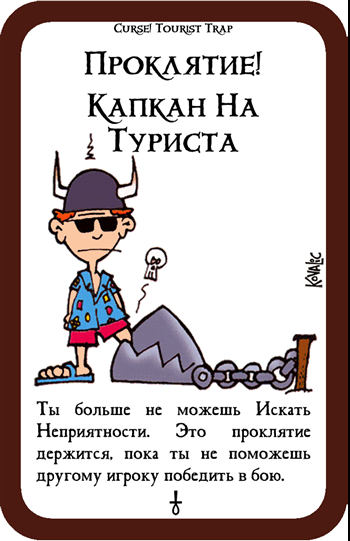 Curse! Tourist Trap
Проклятие!
Капкан На
Туриста
Kovalic
Ты больше не можешь Искать
Неприятности. Это проклятие
держится, пока ты не поможешь
другому игроку победить в бою.